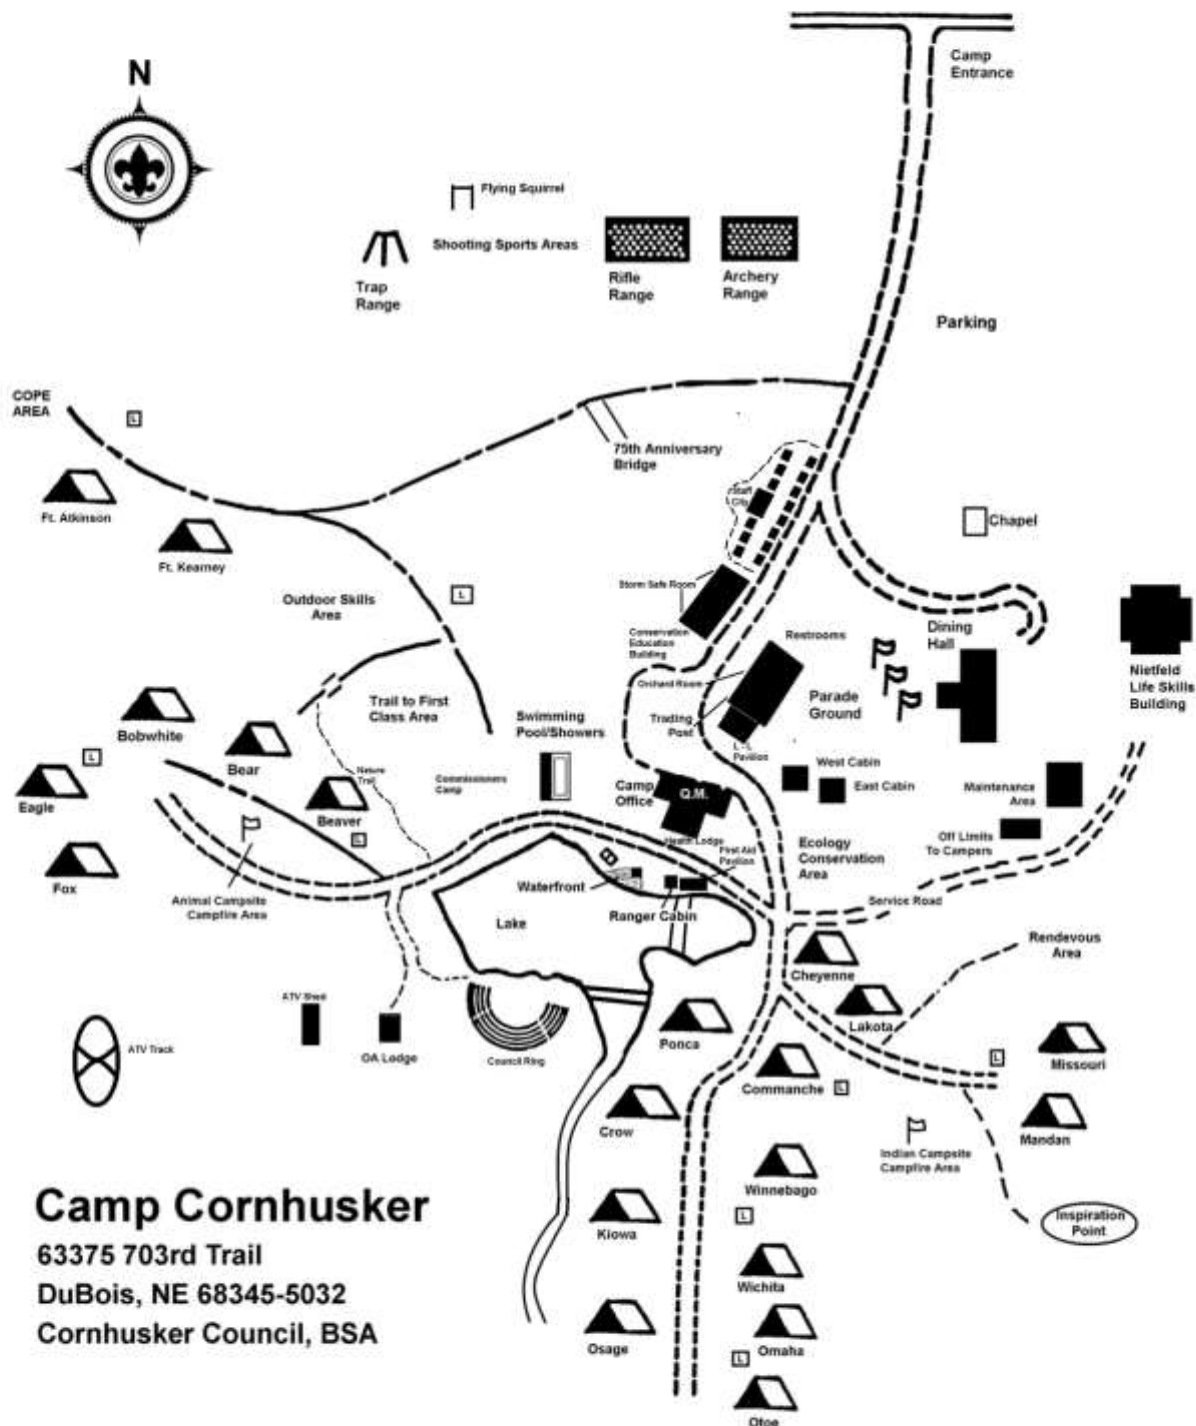 N
Camp
Entrance
Flying Squirrel
Shooting Sports Areas
Trap
Range
Rifle
Range
Archery
Range
Parking
COPE
AREA
L
75th Anniversary
Bridge
Staff
City
Ft. Atkinson
Ft. Kearney
Chapel
Storm Safe Room
L
Outdoor Skills
Area
Conservation
Education
Building
Restrooms
Dining
Hall
Nietfeld
Life Skills
Building
Orchard Room
Parade
Ground
Trail to First
Class Area
Swimming
Pool/Showers
Trading
Post
L - L
Pavilion
Bobwhite
L
Bear
Eagle
Nature
Trail
Commissioners
Camp
Camp
Office
Q.M.
West Cabin
East Cabin
Maintenance
Area
Beaver
L
Health Lodge
First Aid
Pavilion
Ecology
Conservation
Area
Off Limits
To Campers
Fox
Animal Campsite
Campfire Area
Waterfront
Ranger Cabin
Lake
Service Road
Rendevous
Area
Cheyenne
Lakota
ATV Shed
OA Lodge
Council Ring
ATV Track
Ponca
Commanche
L
L
Missouri
Mandan
Crow
Indian Campsite
Campfire Area
Winnebago
L
Inspiration
Point
Kiowa
Wichita
Osage
Omaha
L
Otoe
Camp Cornhusker
63375 703rd Trail
DuBois, NE 68345-5032
Cornhusker Council, BSA